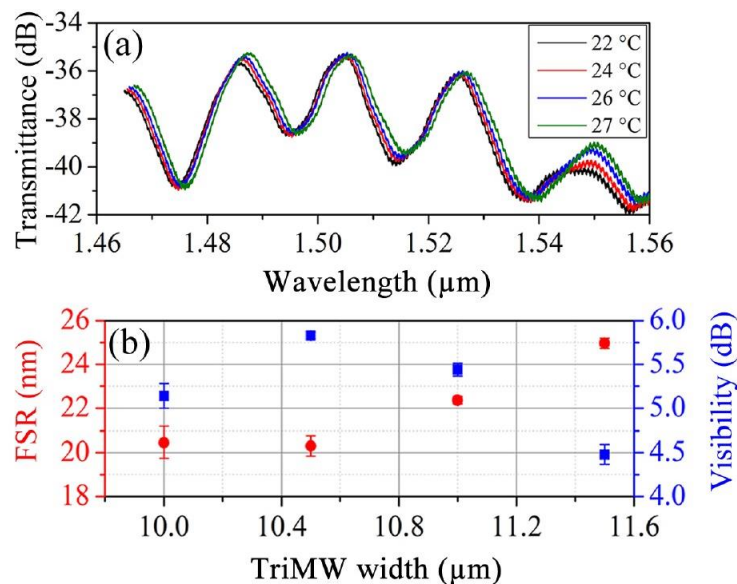 -34
-36
-38
-40
-42
Transmittance (dB)
(a)
22 °C
24 °C
26 °C
27 °C
1.46 1.48 1.50 1.52 1.54 1.56
Wavelength (µm)
26
24
22
20
18
FSR (nm)
(b)
6.0
5.5
5.0
4.5
4.0
Visibility (dB)
10.0 10.4 10.8 11.2 11.6
TriMW width (µm)